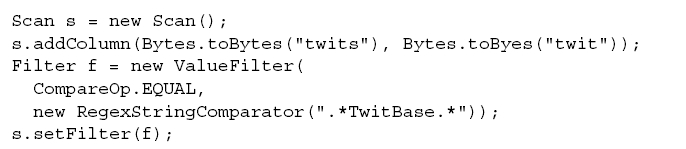 Scan s = new Scan();
s.addColumn(Bytes.toBytes("twits"), Bytes.toByes("twit"));
Filter f = new ValueFilter(
  CompareOp.EQUAL,
  new RegexStringComparator(".*TwitBase.*"));
s.setFilter(f);